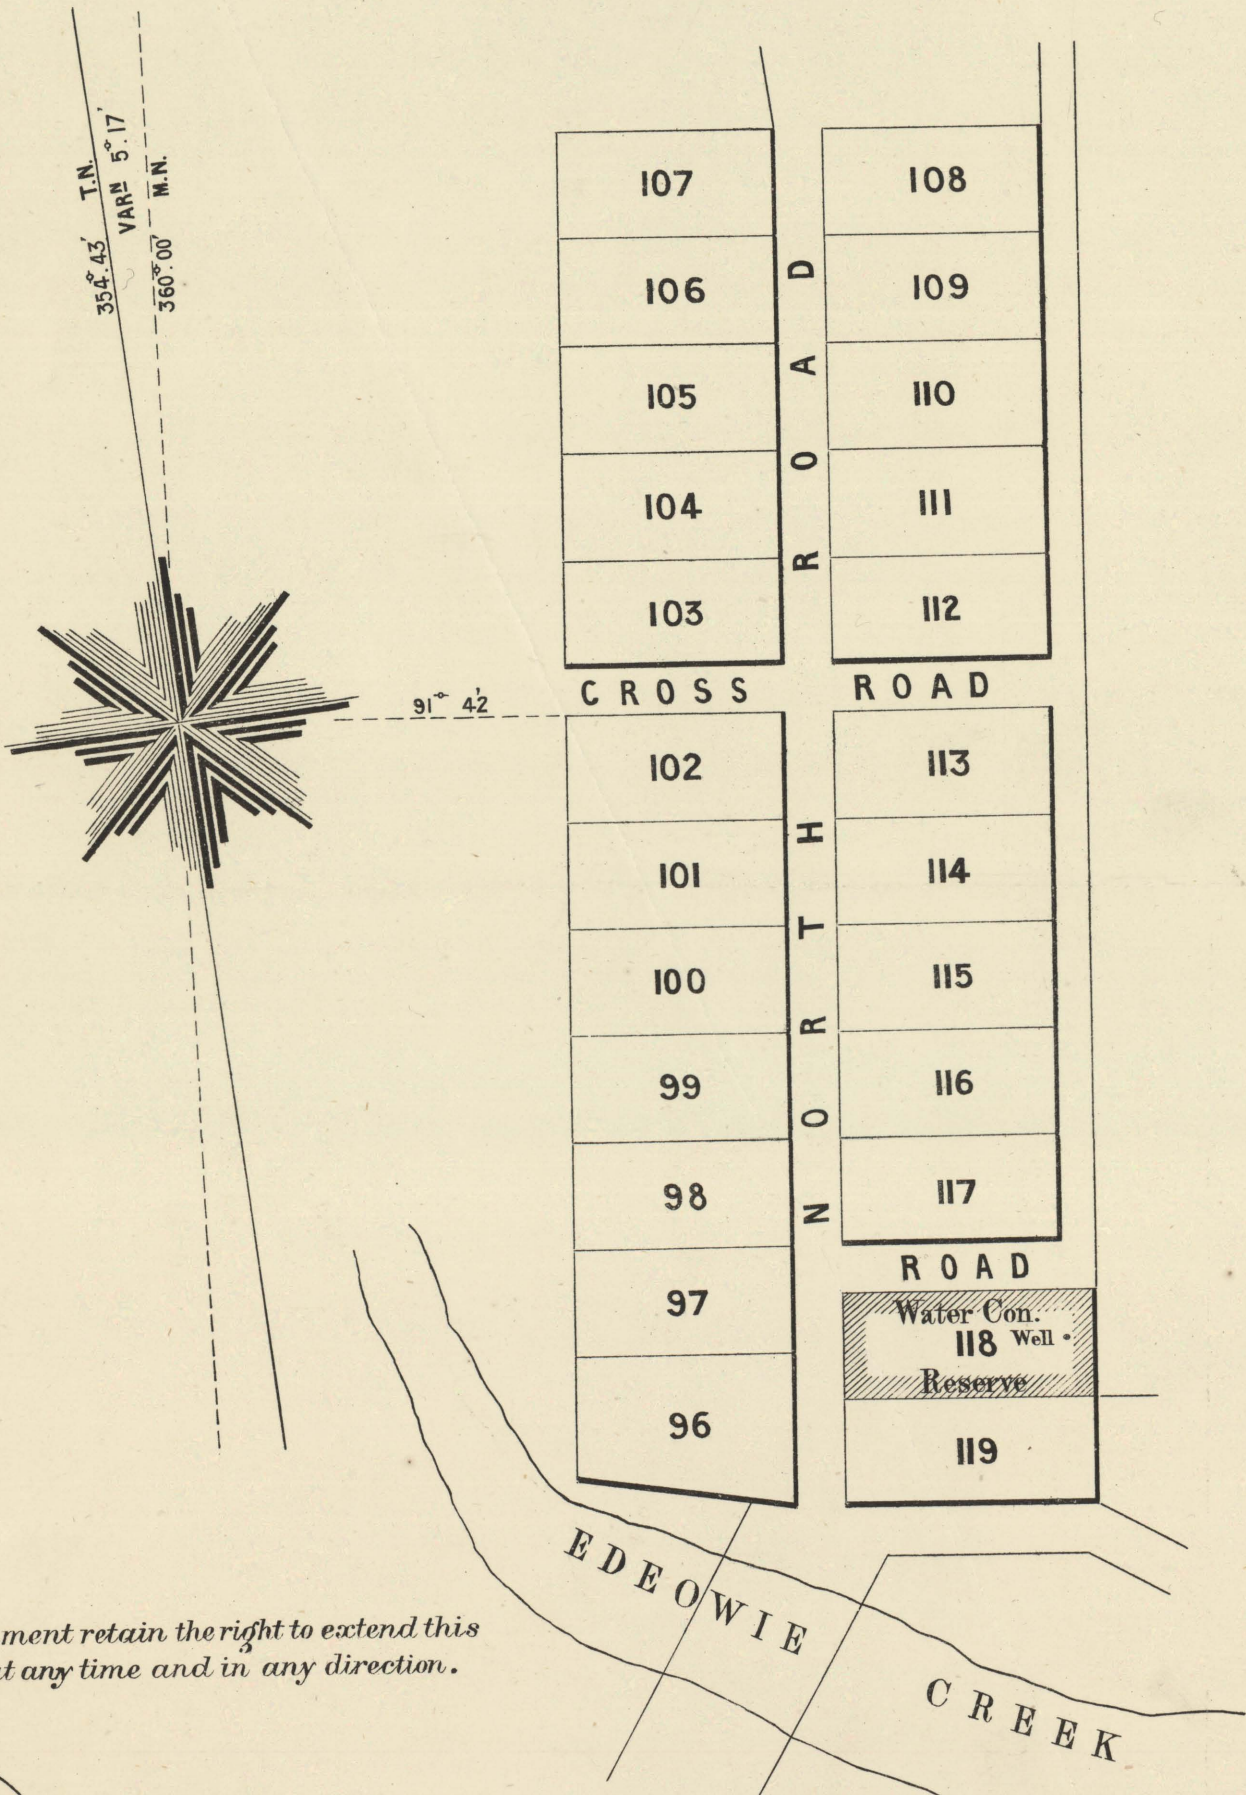 354°.43' T.N.
VARN 5°.17'
360°.00' M.N.
107
108
106
109
105
110
104
111
103
112
NORTH ROAD
CROSS ROAD
91° 42'
102
113
101
114
100
115
99
116
98
117
ROAD
97
Water Con.
118 Well
Reserve
96
119
EDEOWIE CREEK
ment retain the right to extend this
at any time and in any direction.